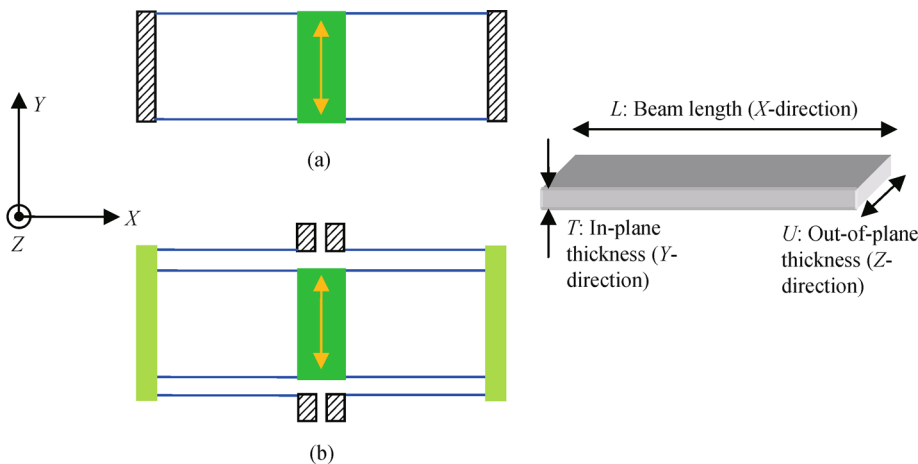 Y
X
Z
(a)
(b)
L: Beam length (X-direction)
T: In-plane
thickness (Y-
direction)
U: Out-of-plane
thickness (Z-
direction)